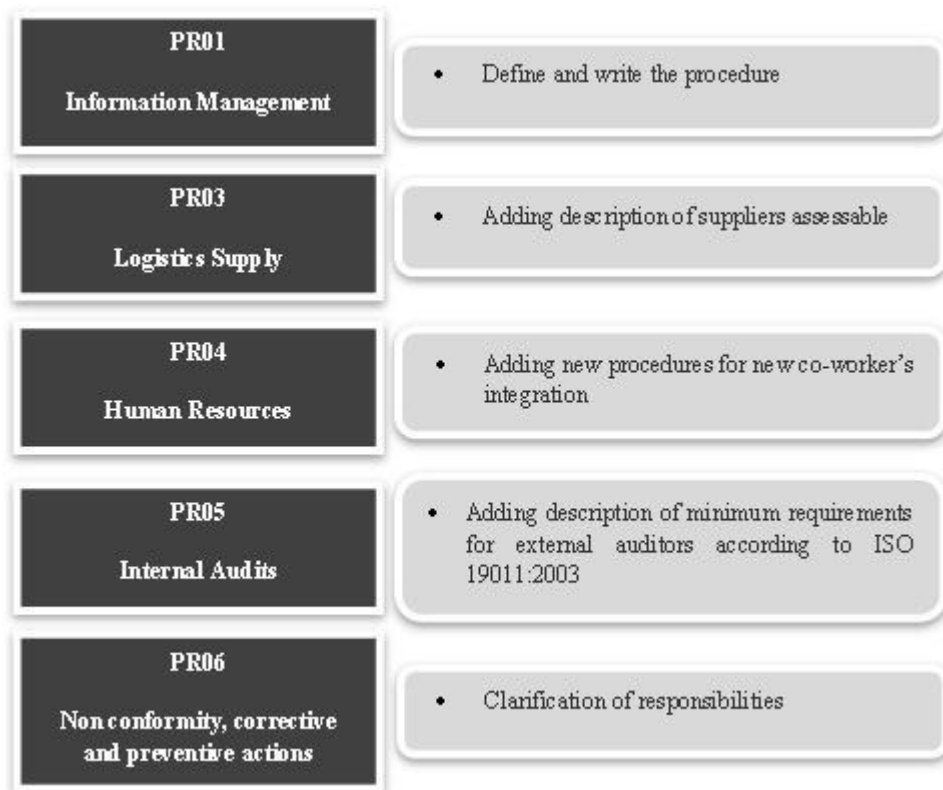 PR01
Information Management
• Define and write the procedure
PR03
Logistics Supply
• Adding description of suppliers assessable
PR04
Human Resources
• Adding new procedures for new co-worker's
integration
PR05
Internal Audits
• Adding description of minimum requirements
for external auditors according to ISO
19011:2003
PR06
Non conformity, corrective
and preventive actions
• Clarification of responsibilities